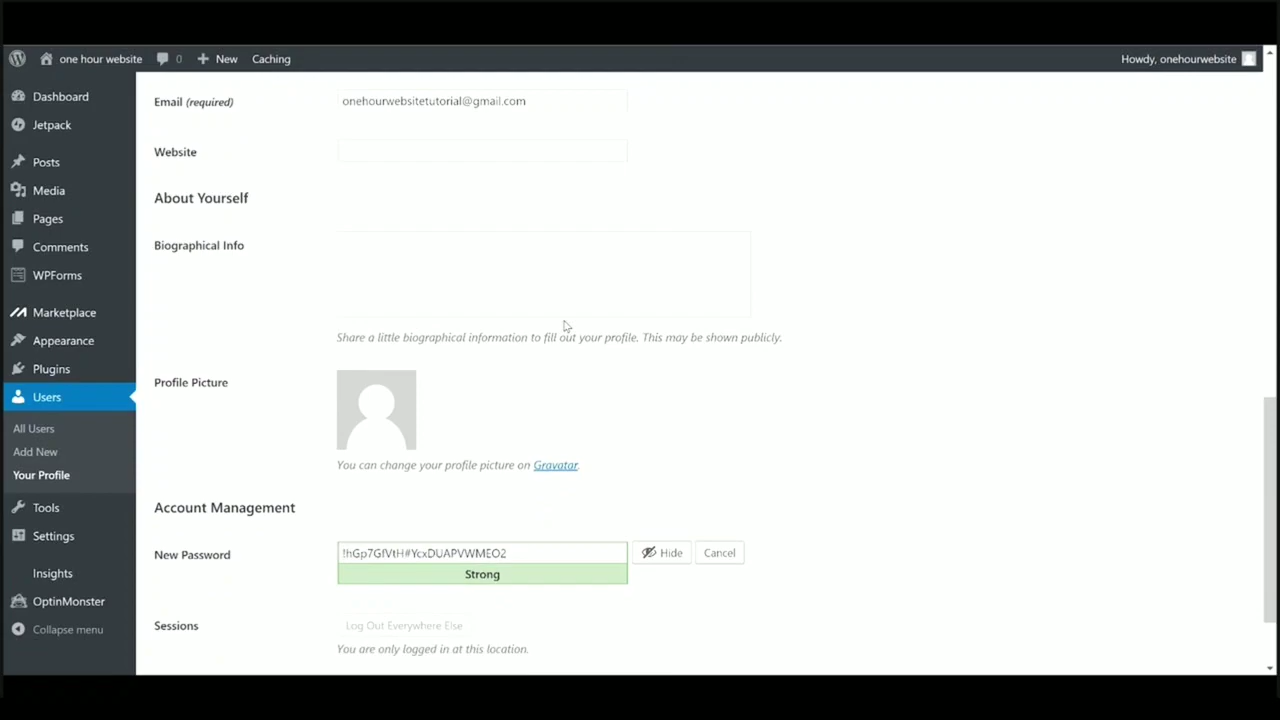 one hour website 0 New Caching Howdy, onehourwebsite
Dashboard
Jetpack
Posts
Media
Pages
Comments
WPForms
Marketplace
Appearance
Plugins
Users
All Users
Add New
Your Profile
Tools
Settings
Insights
OptinMonster
Collapse menu
Email (required) onehourwebsitetutorial@gmail.com
Website
About Yourself
Biographical Info
Share a little biographical information to fill out your profile. This may be shown publicly.
Profile Picture
You can change your profile picture on Gravatar.
Account Management
New Password !hGp7GfVtH#YcxDUAPVWMEO2 Hide Cancel
Strong
Sessions Log Out Everywhere Else
You are only logged in at this location.